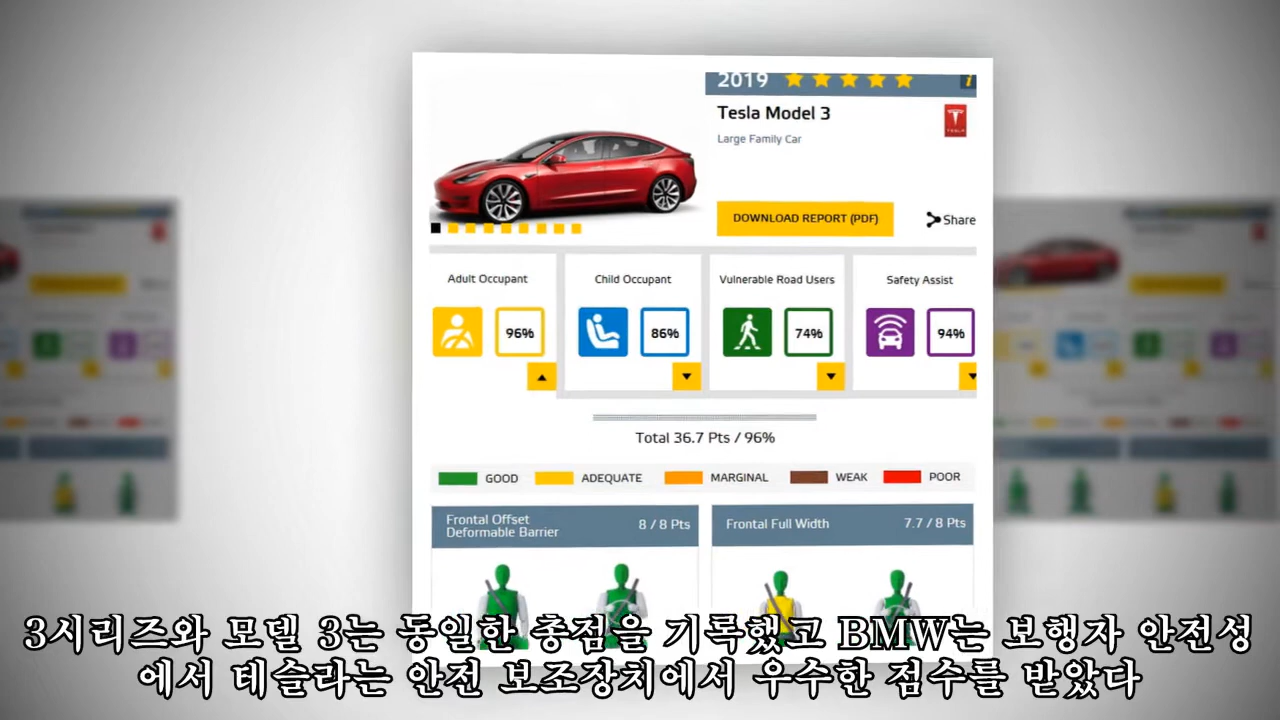 2019
Tesla Model 3
TESLA
Large Family Car
DOWNLOAD REPORT (PDF)
Share
Adult Occupant
Child Occupant
Vulnerable Road Users
Safety Assist
96%
86%
74%
94%
Total 36.7 Pts / 96%
GOOD
ADEQUATE
MARGINAL
WEAK
POOR
Frontal Offset
Deformable Barrier
8 / 8 Pts
Frontal Full Width
7.7 / 8 Pts
3시리즈와 모델 3는 동일한 총점을 기록했고 BMW는 보행자 안전성
에서 테슬라는 안전 보조장치에서 우수한 점수를 받았다